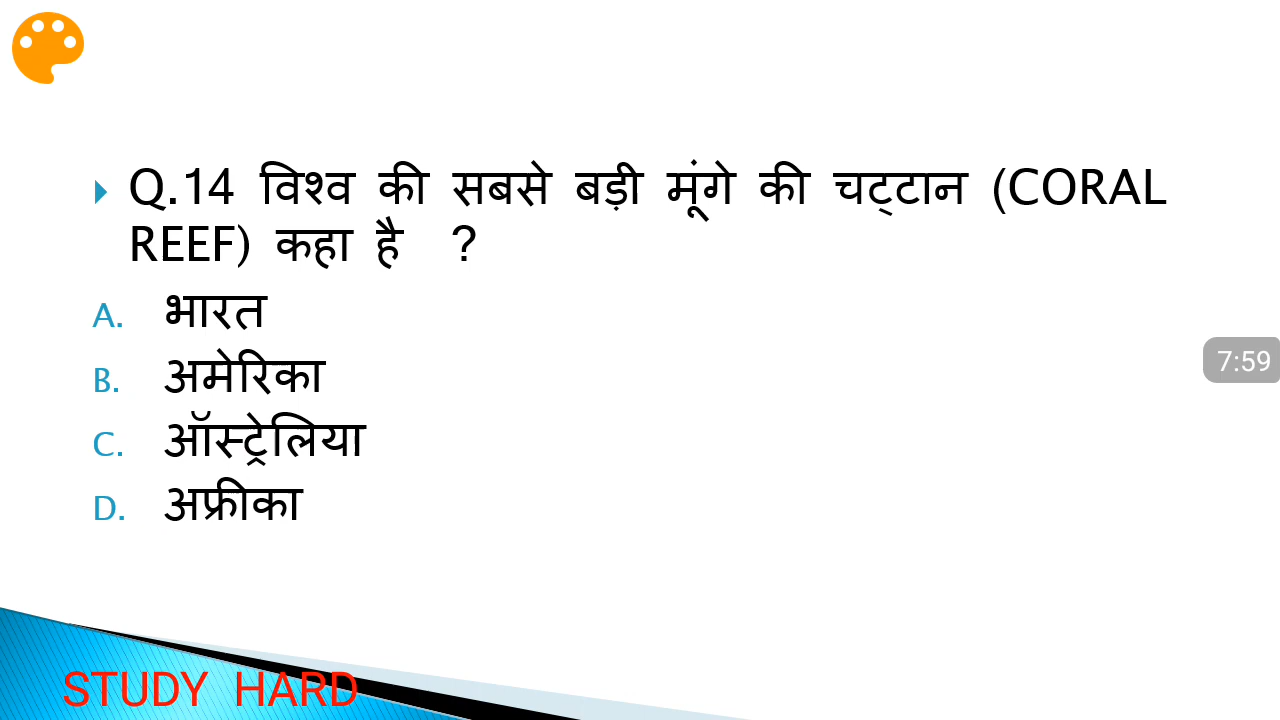 Q.14 विश्व की सबसे बड़ी मूंगे की चट्टान (CORAL
REEF) कहा है ?
A. भारत
B. अमेरिका
C. ऑस्ट्रेलिया
D. अफ्रीका
7:59
STUDY HARD